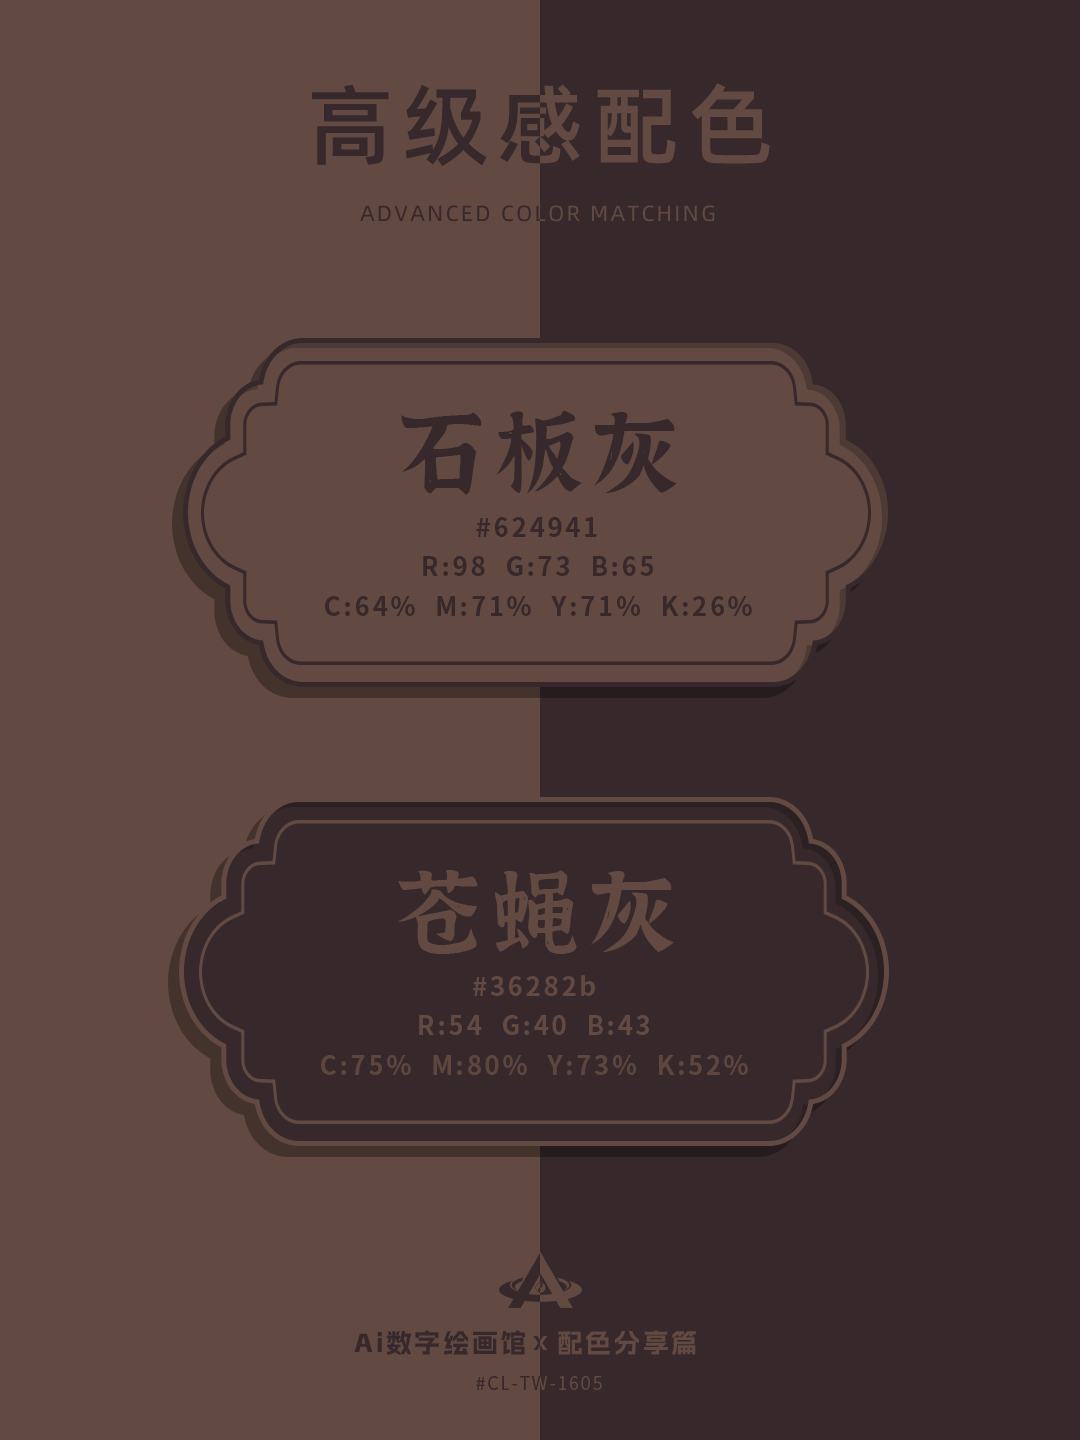 高级感配色
ADVANCED COLOR MATCHING
石板灰
#624941
R:98 G:73 B:65
C:64% M:71% Y:71% K:26%
苍蝇灰
#36282b
R:54 G:40 B:43
C:75% M:80% Y:73% K:52%
Ai数字绘画馆 x 配色分享篇
#CL-TW-1605